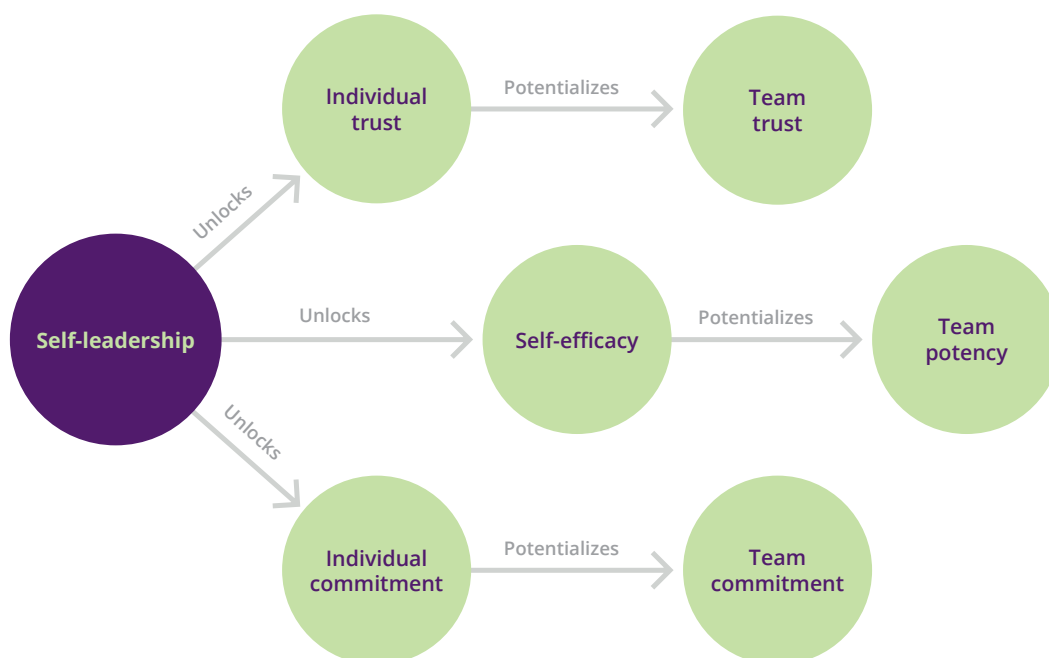 Individual
trust
Potentializes
Team
trust
Unlocks
Self-leadership
Unlocks
Self-efficacy
Potentializes
Team
potency
Unlocks
Individual
commitment
Potentializes
Team
commitment